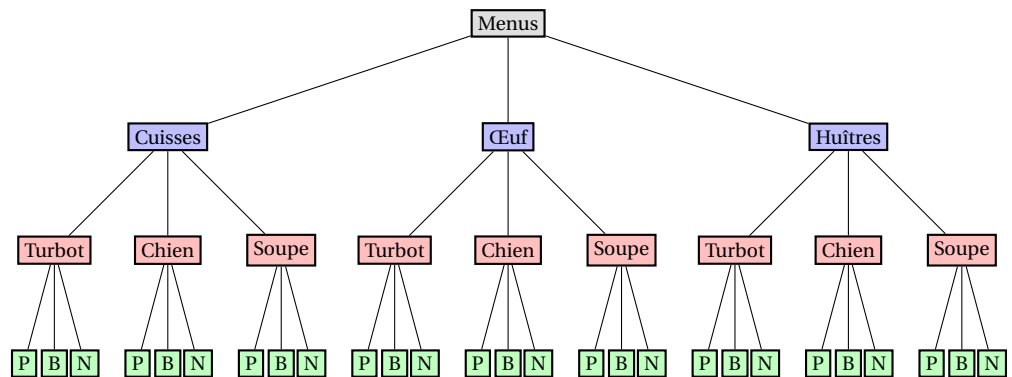 Menus
Cuisses Œuf Huîtres
Turbot Chien Soupe Turbot Chien Soupe Turbot Chien Soupe
P B N P B N P B N P B N P B N P B N P B N P B N P B N